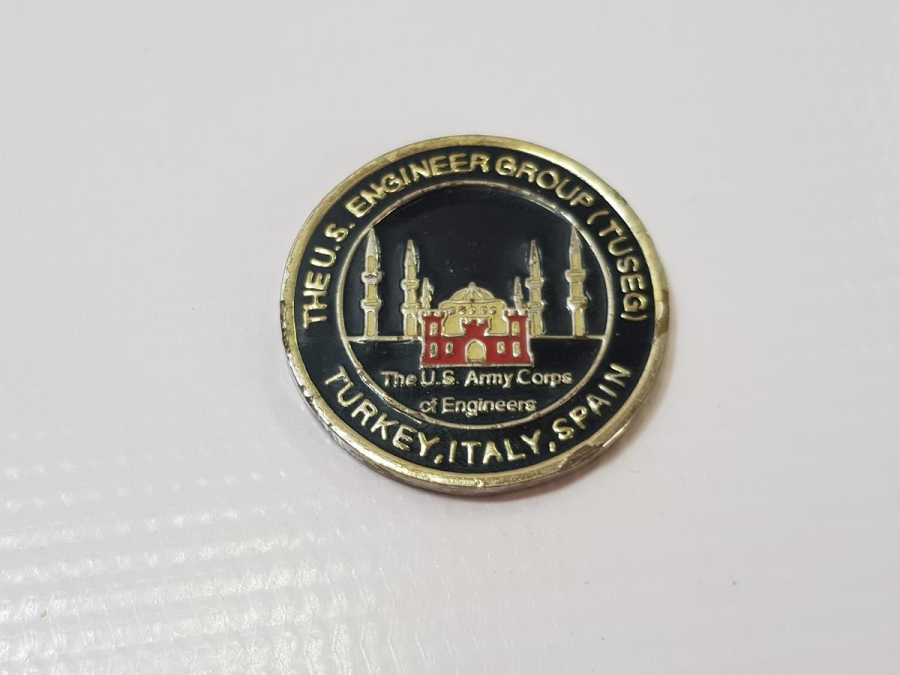 THE U.S. ENGINEER GROUP (TUSEG)
The U.S. Army Corps
of Engineers
TURKEY, ITALY, SPAIN